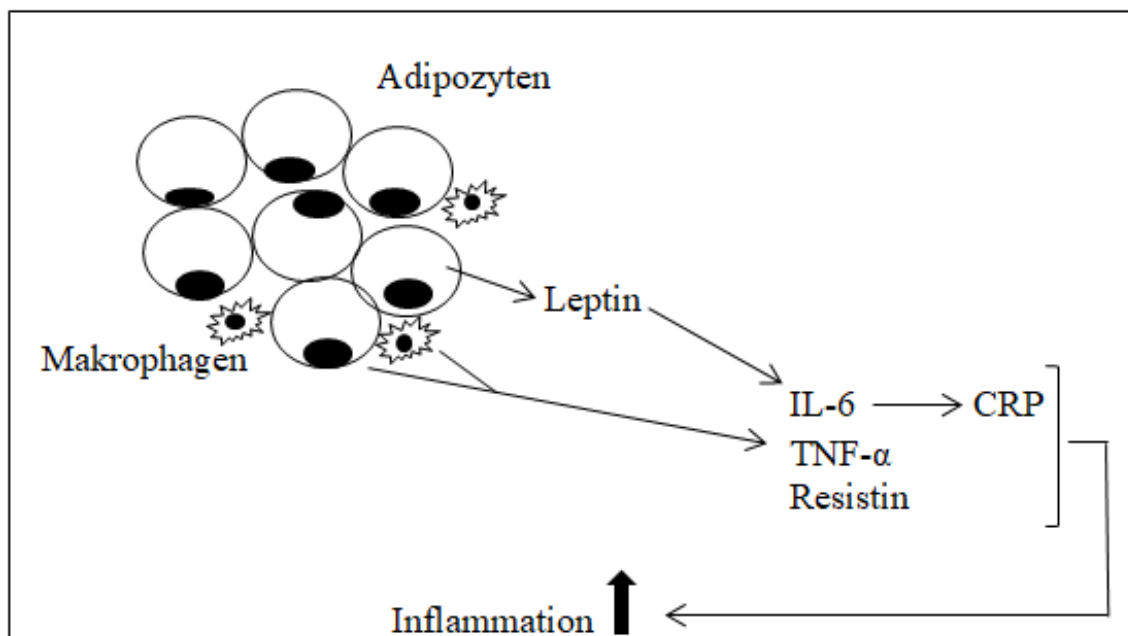 Adipozyten
Leptin
Makrophagen
IL-6
CRP
TNF-α
Resistin
Inflammation